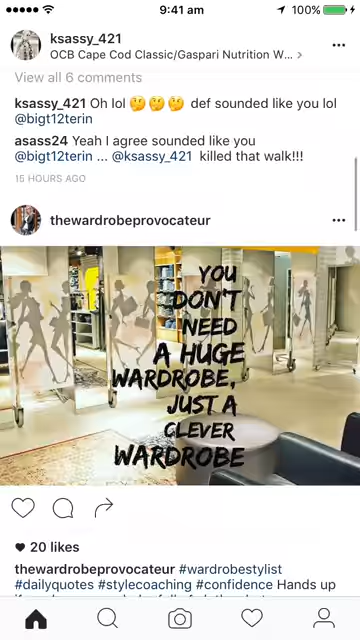 9:41 am
100%
ksassy_421
OCB Cape Cod Classic/Gaspari Nutrition W...
View all 6 comments
ksassy_421 Oh lol 🤔🤔🤔 def sounded like you lol
@bigt12terin
asass24 Yeah I agree sounded like you
@bigt12terin ... @ksassy_421 killed that walk!!!
15 HOURS AGO
thewardrobeprovocateur
YOU
DON'T
NEED
A HUGE
WARDROBE,
JUST A
CLEVER
WARDROBE
20 likes
thewardrobeprovocateur #wardrobestylist
#dailyquotes #stylecoaching #confidence Hands up